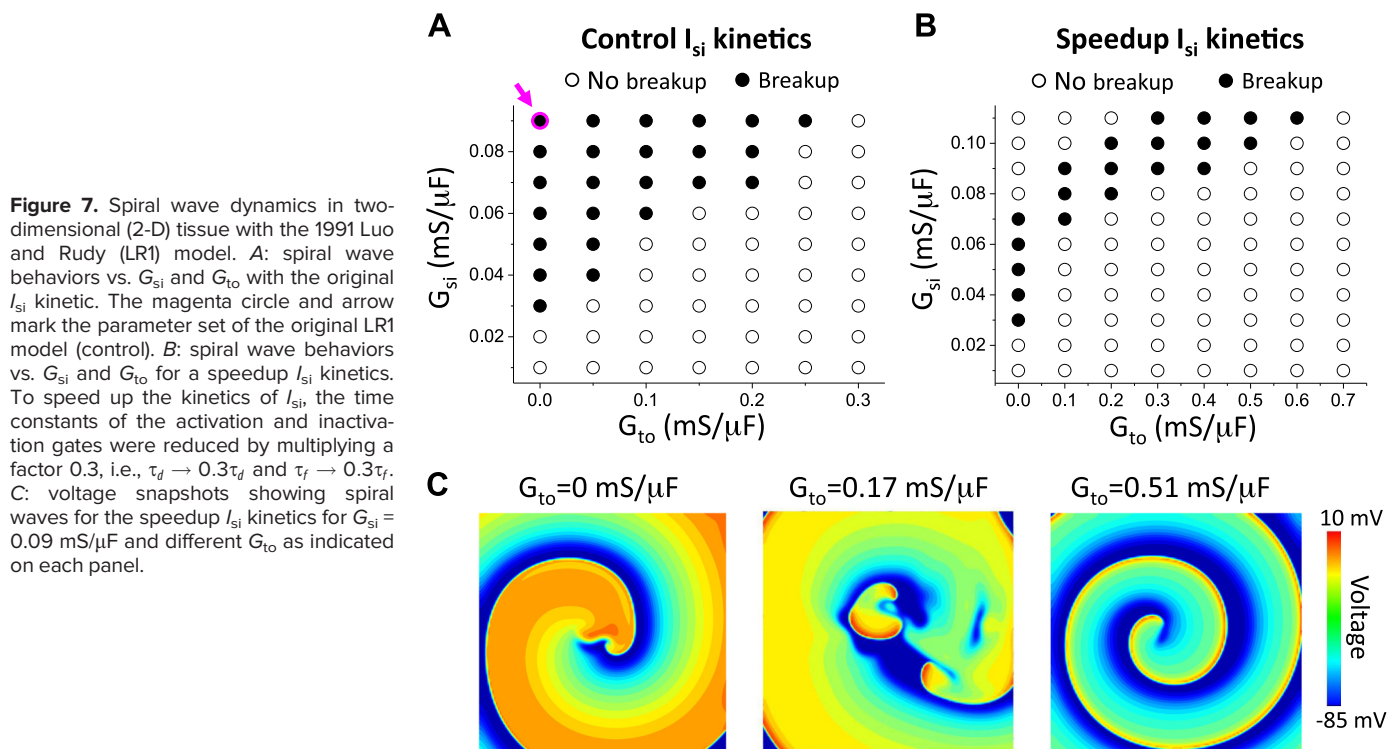 Figure 7. Spiral wave dynamics in two-
dimensional (2-D) tissue with the 1991 Luo
and Rudy (LR1) model. A: spiral wave
behaviors vs. Gsi and Gto with the original
Isi kinetic. The magenta circle and arrow
mark the parameter set of the original LR1
model (control). B: spiral wave behaviors
vs. Gsi and Gto for a speedup Isi kinetics.
To speed up the kinetics of Isi, the time
constants of the activation and inactiva-
tion gates were reduced by multiplying a
factor 0.3, i.e., τd → 0.3τd and τf → 0.3τf.
C: voltage snapshots showing spiral
waves for the speedup Isi kinetics for Gsi =
0.09 mS/μF and different Gto as indicated
on each panel.
A
Control Isi kinetics
No breakup
Breakup
Gsi (mS/μF)
0.08
0.06
0.04
0.02
0.0 0.1 0.2 0.3
Gto (mS/μF)
B
Speedup Isi kinetics
No breakup
Breakup
Gsi (mS/μF)
0.10
0.08
0.06
0.04
0.02
0.0 0.1 0.2 0.3 0.4 0.5 0.6 0.7
Gto (mS/μF)
C
Gto=0 mS/μF
Gto=0.17 mS/μF
Gto=0.51 mS/μF
10 mV
Voltage
-85 mV